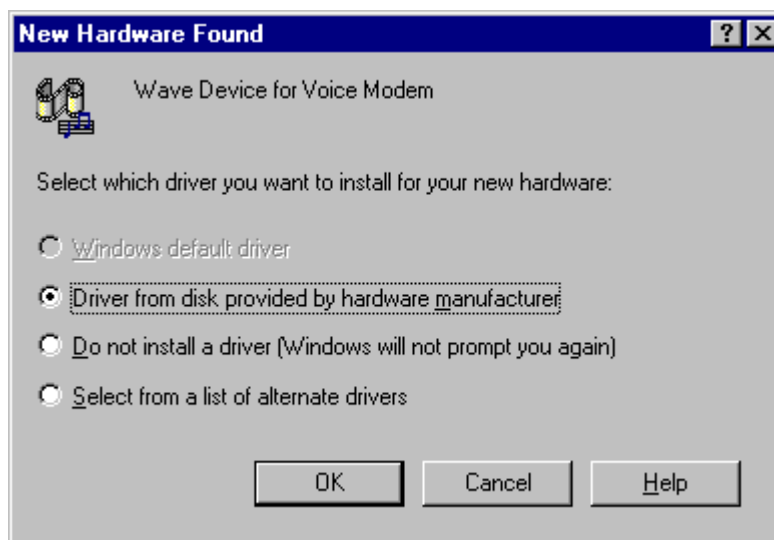 New Hardware Found
Wave Device for Voice Modem
Select which driver you want to install for your new hardware:
Windows default driver
Driver from disk provided by hardware manufacturer
Do not install a driver (Windows will not prompt you again)
Select from a list of alternate drivers
OK Cancel Help